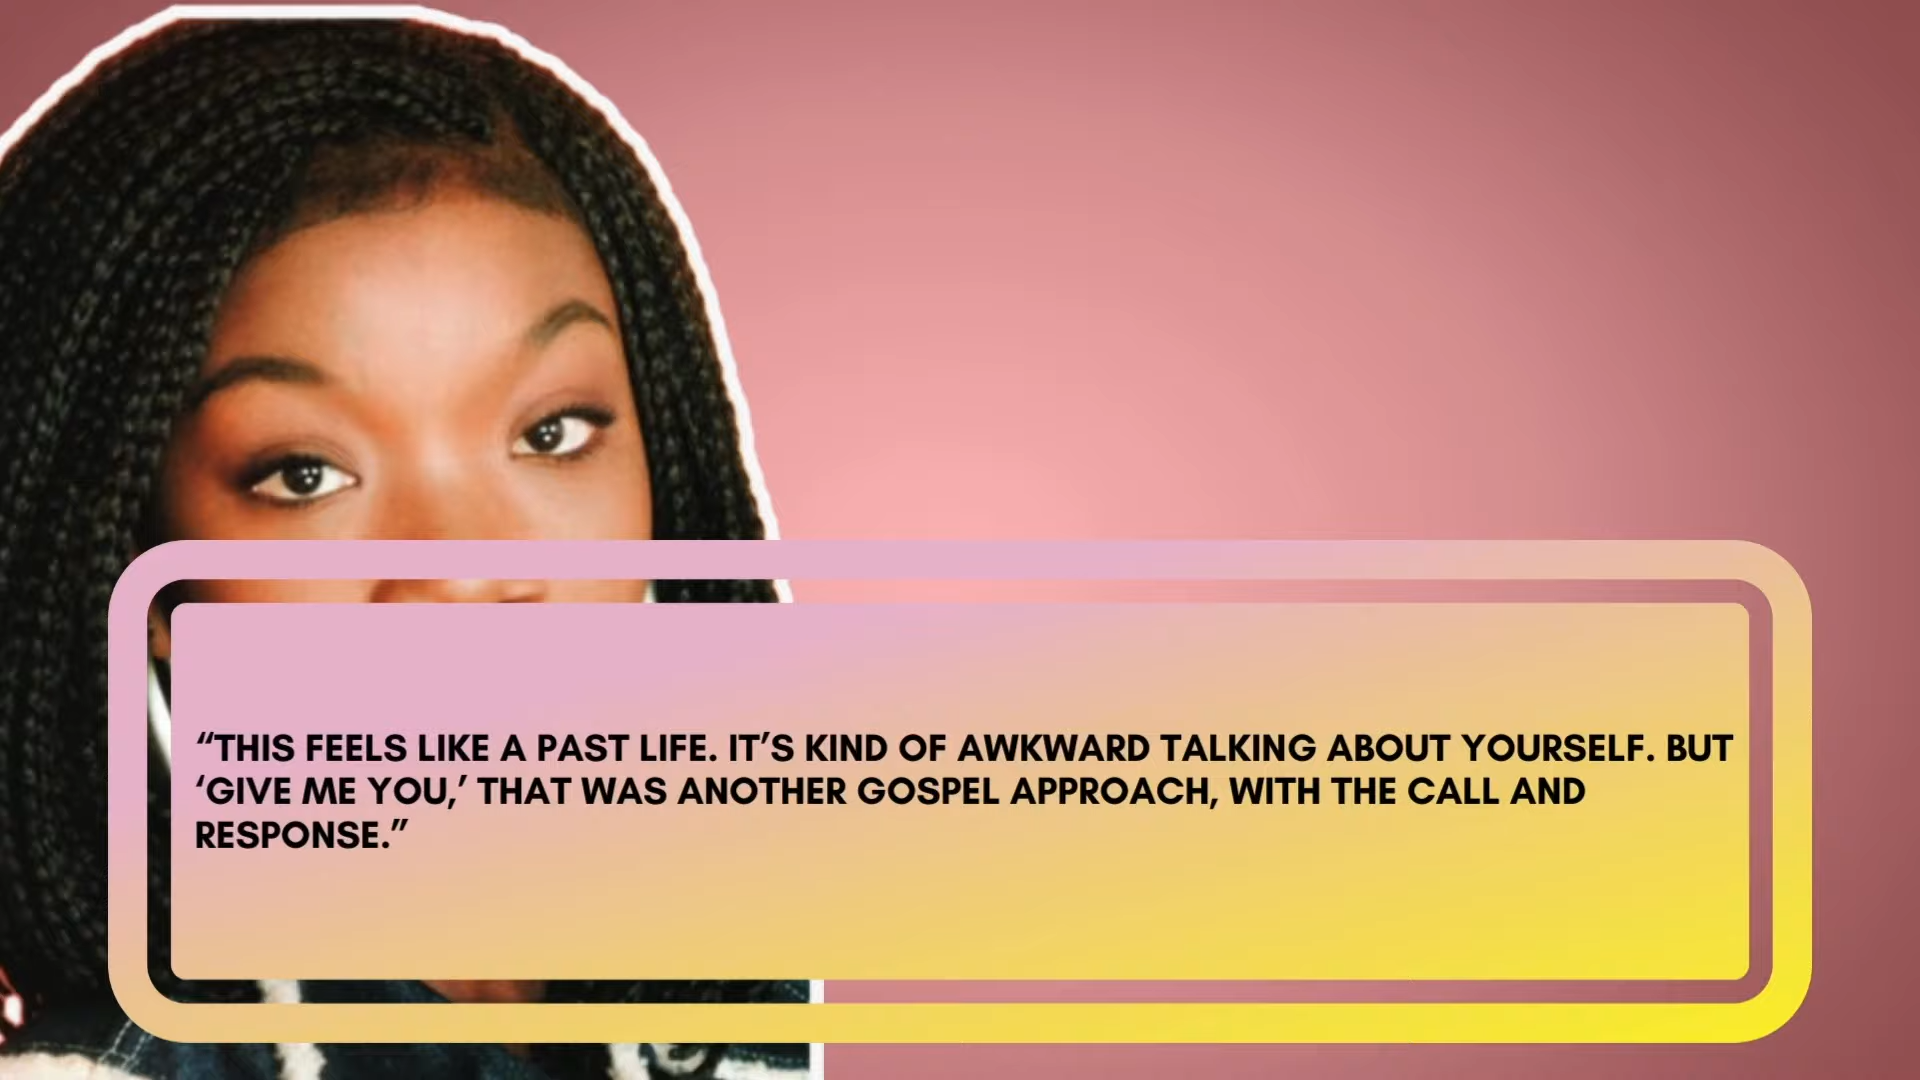 “THIS FEELS LIKE A PAST LIFE. IT’S KIND OF AWKWARD TALKING ABOUT YOURSELF. BUT
‘GIVE ME YOU,’ THAT WAS ANOTHER GOSPEL APPROACH, WITH THE CALL AND
RESPONSE.”